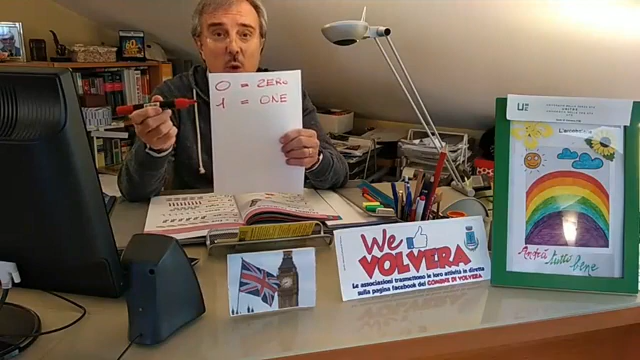 0 = ZERO
1 = ONE
We
VOLVERA
Le associazioni trasmettono le loro attività in diretta
sulla pagina facebook del COMUNE DI VOLVERA
L'arcobaleno
Andrà tutto
bene